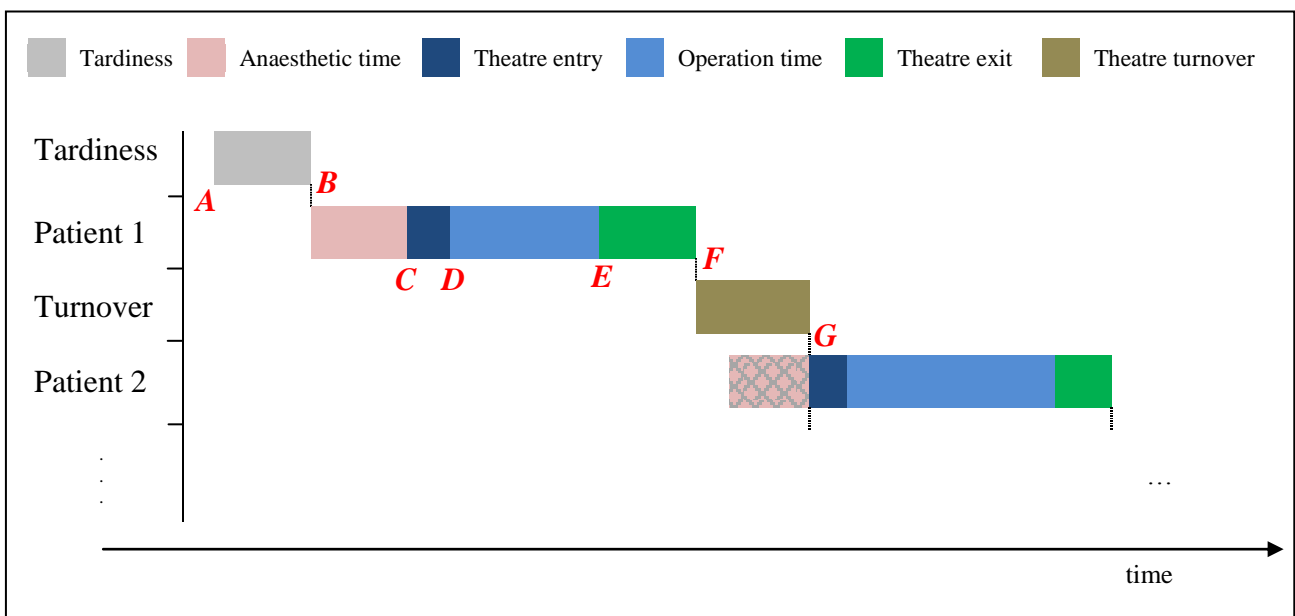 Tardiness Anaesthetic time Theatre entry Operation time Theatre exit Theatre turnover
Tardiness
B
A
Patient 1
F
C D E
Turnover
G
Patient 2
.
.
.
...
time